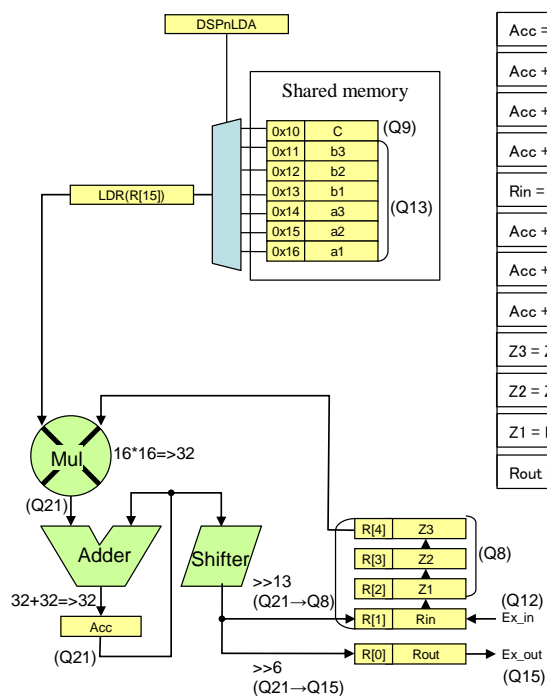 DSPnLDA
Shared memory
0x10 C (Q9)
0x11 b3
0x12 b2
0x13 b1
0x14 a3
0x15 a2
0x16 a1
(Q13)
LDR(R[15])
Mul
16*16=>32
(Q21)
Adder
32+32=>32
Acc
(Q21)
Shifter
>>13
(Q21→Q8)
>>6
(Q21→Q15)
R[4] Z3
R[3] Z2
R[2] Z1
(Q8)
R[1] Rin
(Q12)
Ex_in
R[0] Rout
Ex_out
(Q15)
Acc =
Acc +
Acc +
Acc +
Rin =
Acc +
Acc +
Acc +
Z3 = Z
Z2 = Z
Z1 =
Rout